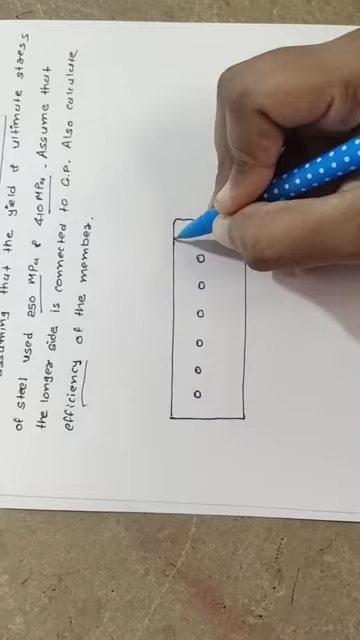 assuming that the yield & ultimate stress
of steel used 250 MPa & 410 MPa. Assume that
the longer side is connected to G.P. Also calculate
efficiency of the member.